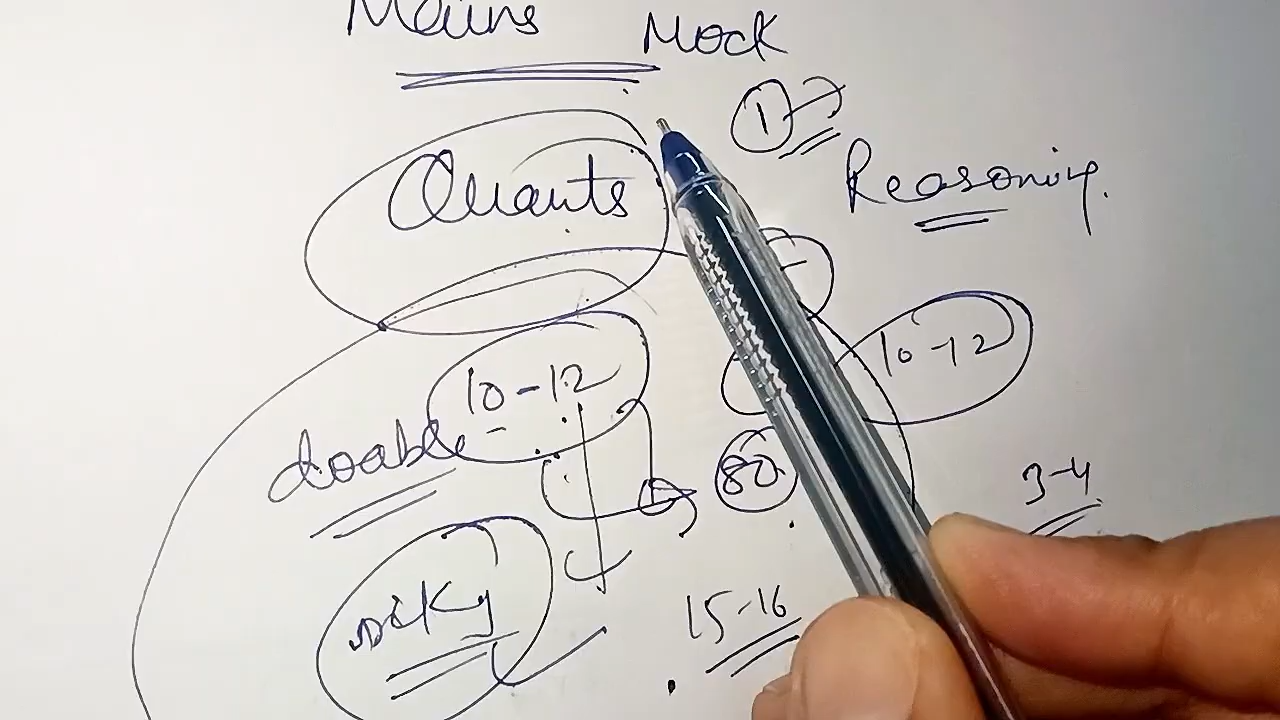 Mains Mock
1
Quants
Reasoning.
10-12
10-12
doable
80
3-4
risky
15-16